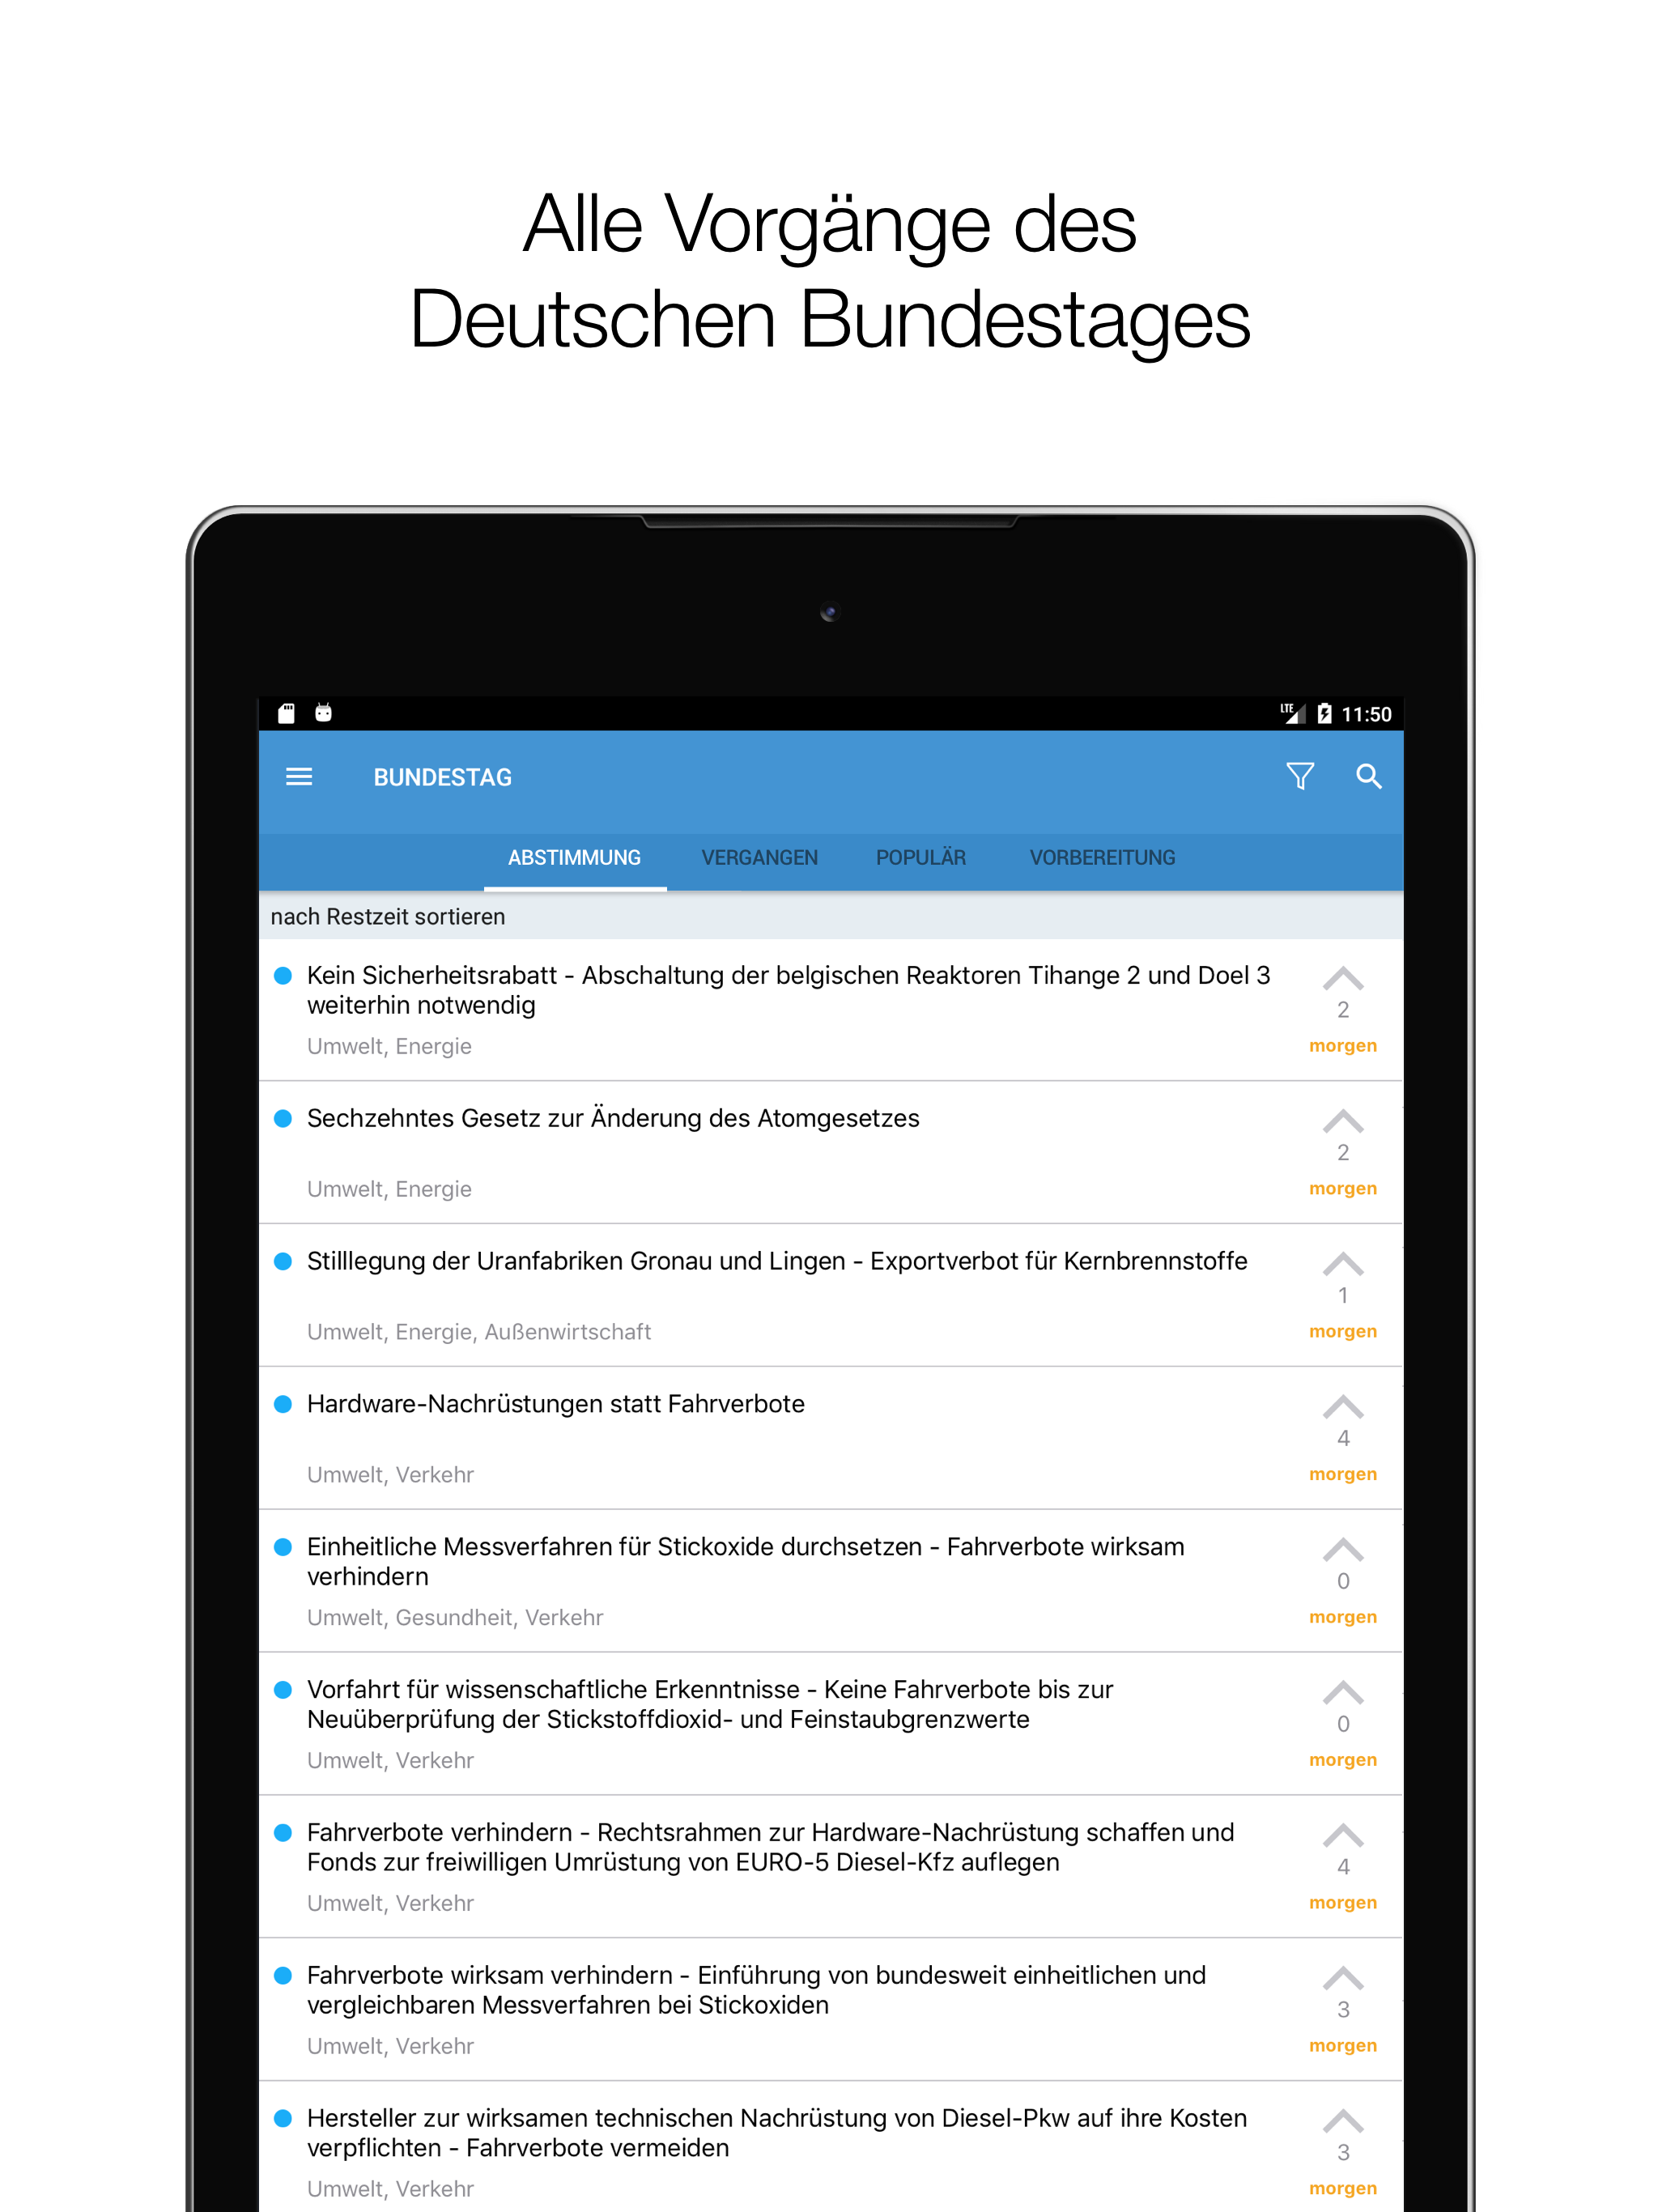 Alle Vorgänge des
Deutschen Bundestages
LTE 11:50
BUNDESTAG
ABSTIMMUNG VERGANGEN POPULÄR VORBEREITUNG
nach Restzeit sortieren
Kein Sicherheitsrabatt - Abschaltung der belgischen Reaktoren Tihange 2 und Doel 3
weiterhin notwendig
2
Umwelt, Energie
morgen
Sechzehntes Gesetz zur Änderung des Atomgesetzes
2
Umwelt, Energie
morgen
Stilllegung der Uranfabriken Gronau und Lingen - Exportverbot für Kernbrennstoffe
1
Umwelt, Energie, Außenwirtschaft
morgen
Hardware-Nachrüstungen statt Fahrverbote
4
Umwelt, Verkehr
morgen
Einheitliche Messverfahren für Stickoxide durchsetzen - Fahrverbote wirksam
verhindern
0
Umwelt, Gesundheit, Verkehr
morgen
Vorfahrt für wissenschaftliche Erkenntnisse - Keine Fahrverbote bis zur
Neuüberprüfung der Stickstoffdioxid- und Feinstaubgrenzwerte
0
Umwelt, Verkehr
morgen
Fahrverbote verhindern - Rechtsrahmen zur Hardware-Nachrüstung schaffen und
Fonds zur freiwilligen Umrüstung von EURO-5 Diesel-Kfz auflegen
4
Umwelt, Verkehr
morgen
Fahrverbote wirksam verhindern - Einführung von bundesweit einheitlichen und
vergleichbaren Messverfahren bei Stickoxiden
3
Umwelt, Verkehr
morgen
Hersteller zur wirksamen technischen Nachrüstung von Diesel-Pkw auf ihre Kosten
verpflichten - Fahrverbote vermeiden
3
Umwelt, Verkehr
morgen